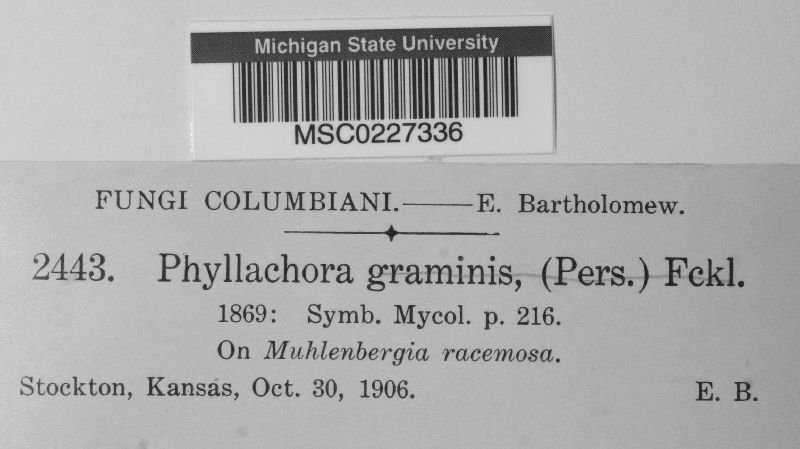 Michigan State University
MSC0227336
FUNGI COLUMBIANI.——E. Bartholomew.
2443. Phyllachora graminis, (Pers.) Fckl.
1869: Symb. Mycol. p. 216.
On Muhlenbergia racemosa.
Stockton, Kansas, Oct. 30, 1906. E. B.